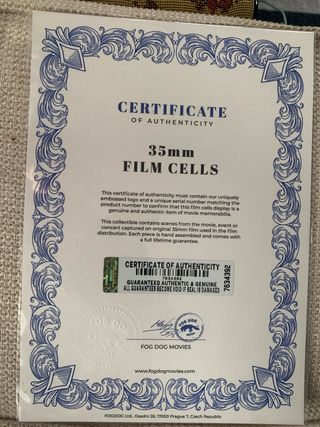 CERTIFICATE
OF AUTHENTICITY
35mm
FILM CELLS
This certificate of authenticity must contain our uniquely
embossed logo and a unique serial number matching the
product number to confirm that this film cells display is a
genuine and authentic item of movie memorabilia.
This collectible contains scenes from the movie, event or
concert captured on original 35mm film used in the film
distribution. Each piece is hand assembled and comes with
a full lifetime guarantee.
CERTIFICATE OF AUTHENTICITY
7634392
GUARANTEED AUTHENTIC & GENUINE
ALL GUARANTEES BECOME VOID IF SEAL IS DAMAGED
7634392
FOG DOG
FOG DOG MOVIES
www.fogdogmovies.com
FOGDOG Ltd., Osadni 26, 17000 Prague 7, Czech Republic